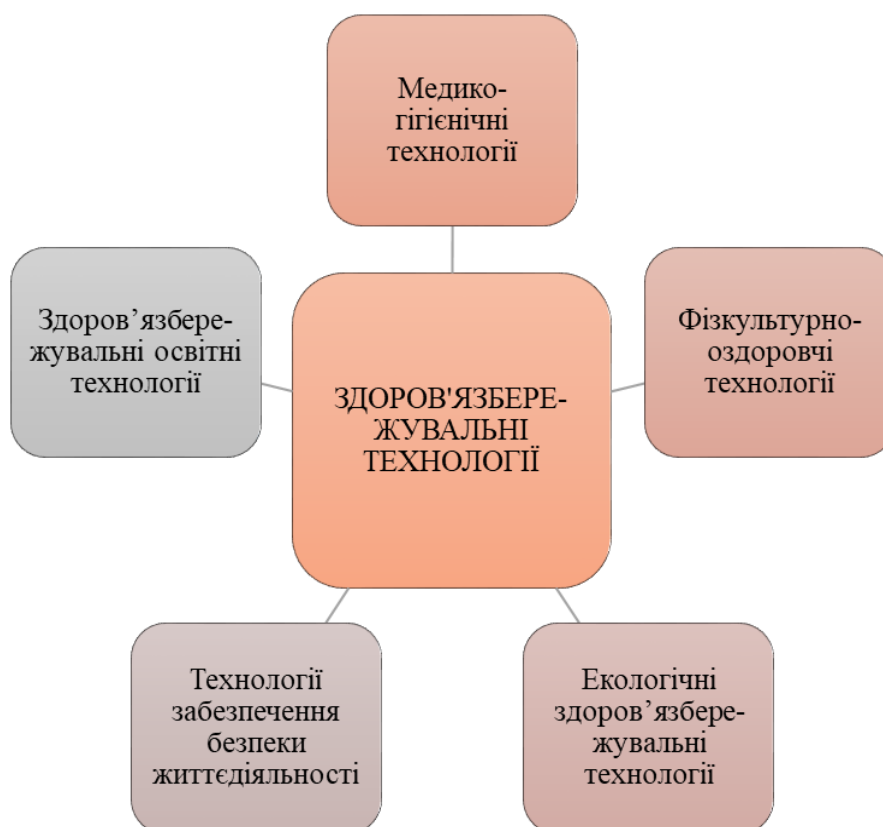 Медико-
гігієнічні
технології
Здоров’язбере-
жувальні освітні
технології
Фізкультурно-
оздоровчі
технології
ЗДОРОВ'ЯЗБЕРЕ-
ЖУВАЛЬНІ
ТЕХНОЛОГІЇ
Технології
забезпечення
безпеки
життєдіяльності
Екологічні
здоров’язбере-
жувальні
технології